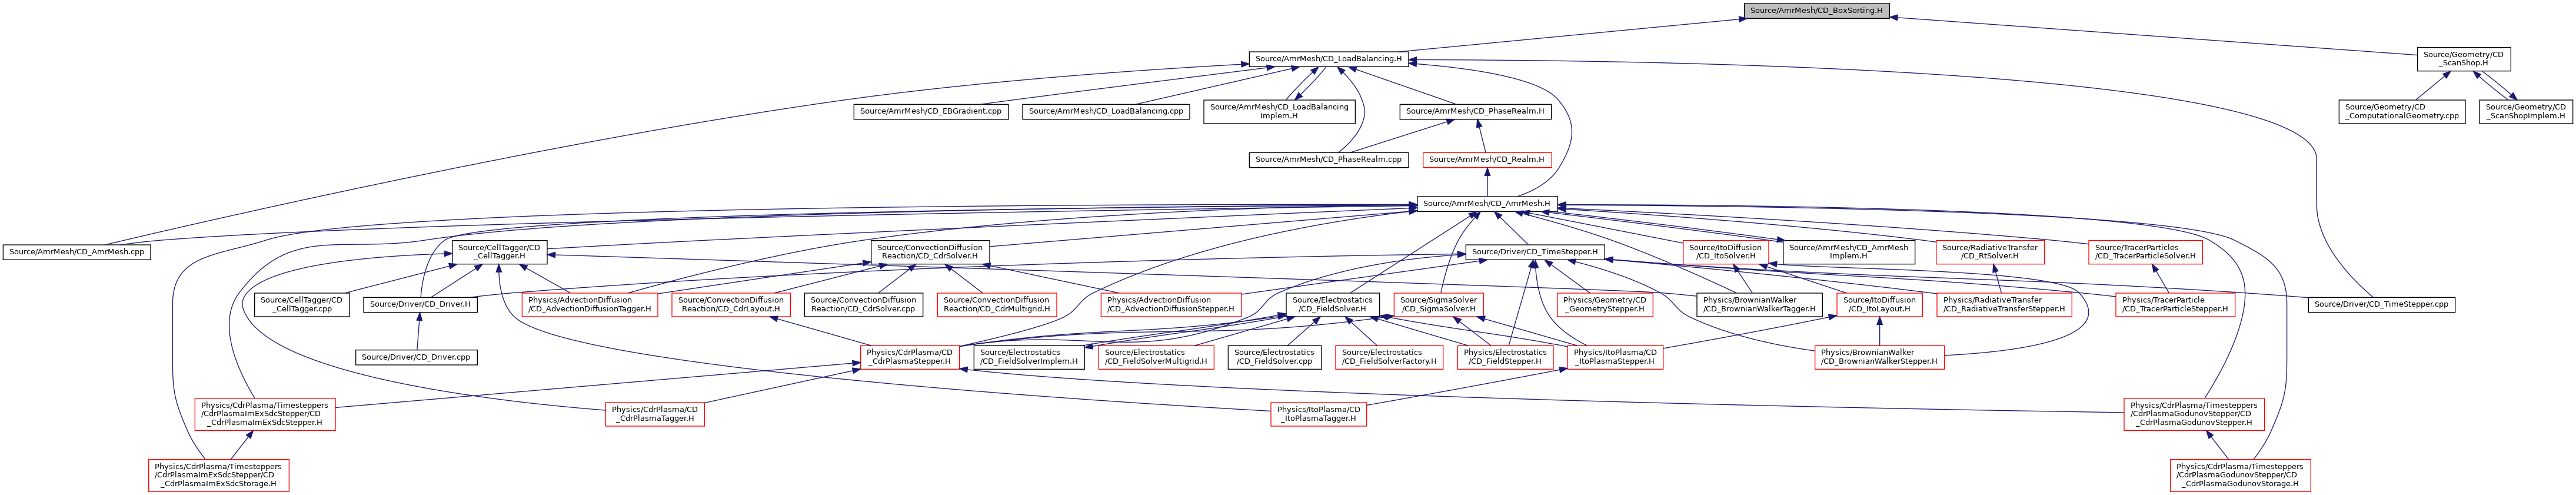 Source/AmrMesh/CD_BoxSorting.H
Source/AmrMesh/CD_LoadBalancing.H
Source/Geometry/CD
_ScanShop.H
Source/AmrMesh/CD_EBGradient.cpp
Source/AmrMesh/CD_LoadBalancing.cpp
Source/AmrMesh/CD_LoadBalancing
Implem.H
Source/AmrMesh/CD_PhaseRealm.H
Source/Geometry/CD
_ComputationalGeometry.cpp
Source/Geometry/CD
_ScanShopImplem.H
Source/AmrMesh/CD_PhaseRealm.cpp
Source/AmrMesh/CD_Realm.H
Source/AmrMesh/CD_AmrMesh.H
Source/AmrMesh/CD_AmrMesh.cpp
Source/CellTagger/CD
_CellTagger.H
Source/ConvectionDiffusion
Reaction/CD_CdrSolver.H
Source/Driver/CD_TimeStepper.H
Source/ItoDiffusion
/CD_ItoSolver.H
Source/AmrMesh/CD_AmrMesh
Implem.H
Source/RadiativeTransfer
/CD_RtSolver.H
Source/TracerParticles
/CD_TracerParticleSolver.H
Source/CellTagger/CD
_CellTagger.cpp
Source/Driver/CD_Driver.H
Physics/AdvectionDiffusion
/CD_AdvectionDiffusionTagger.H
Source/ConvectionDiffusion
Reaction/CD_CdrLayout.H
Source/ConvectionDiffusion
Reaction/CD_CdrSolver.cpp
Source/ConvectionDiffusion
Reaction/CD_CdrMultigrid.H
Physics/AdvectionDiffusion
/CD_AdvectionDiffusionStepper.H
Source/Electrostatics
/CD_FieldSolver.H
Source/SigmaSolver
/CD_SigmaSolver.H
Physics/Geometry/CD
_GeometryStepper.H
Physics/BrownianWalker
/CD_BrownianWalkerTagger.H
Source/ItoDiffusion
/CD_ItoLayout.H
Physics/RadiativeTransfer
/CD_RadiativeTransferStepper.H
Physics/TracerParticle
/CD_TracerParticleStepper.H
Source/Driver/CD_TimeStepper.cpp
Source/Driver/CD_Driver.cpp
Physics/CdrPlasma/CD
_CdrPlasmaStepper.H
Source/Electrostatics
/CD_FieldSolverImplem.H
Source/Electrostatics
/CD_FieldSolverMultigrid.H
Source/Electrostatics
/CD_FieldSolver.cpp
Source/Electrostatics
/CD_FieldSolverFactory.H
Physics/Electrostatics
/CD_FieldStepper.H
Physics/ItoPlasma/CD
_ItoPlasmaStepper.H
Physics/BrownianWalker
/CD_BrownianWalkerStepper.H
Physics/CdrPlasma/Timesteppers
/CdrPlasmaImExSdcStepper/CD
_CdrPlasmaImExSdcStepper.H
Physics/CdrPlasma/CD
_CdrPlasmaTagger.H
Physics/ItoPlasma/CD
_ItoPlasmaTagger.H
Physics/CdrPlasma/Timesteppers
/CdrPlasmaGodunovStepper/CD
_CdrPlasmaGodunovStepper.H
Physics/CdrPlasma/Timesteppers
/CdrPlasmaImExSdcStepper/CD
_CdrPlasmaImExSdcStorage.H
Physics/CdrPlasma/Timesteppers
/CdrPlasmaGodunovStepper/CD
_CdrPlasmaGodunovStorage.H